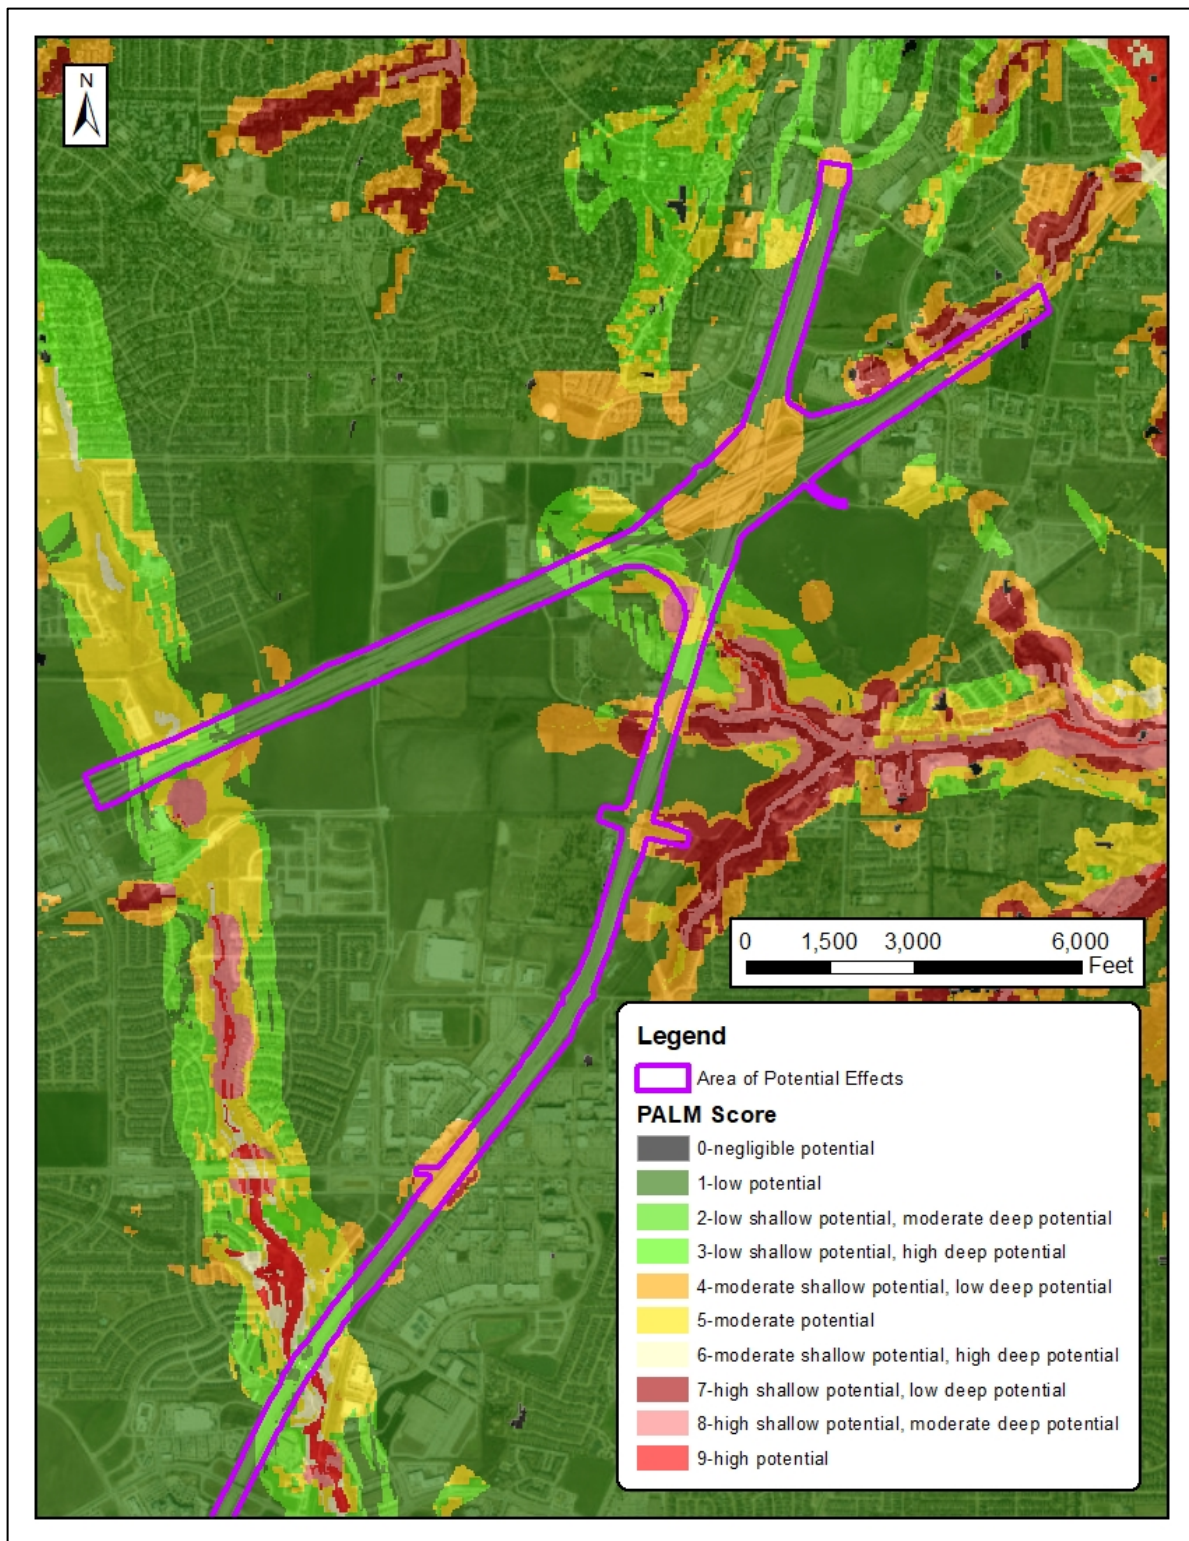 N
0 1,500 3,000 6,000
Feet
Legend
Area of Potential Effects
PALM Score
0-negligible potential
1-low potential
2-low shallow potential, moderate deep potential
3-low shallow potential, high deep potential
4-moderate shallow potential, low deep potential
5-moderate potential
6-moderate shallow potential, high deep potential
7-high shallow potential, low deep potential
8-high shallow potential, moderate deep potential
9-high potential